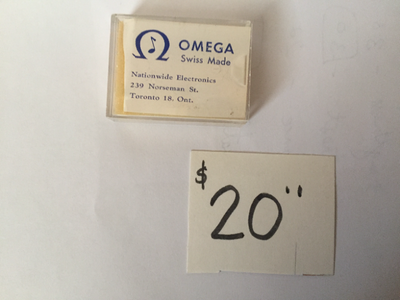 OMEGA
Swiss Made
Nationwide Electronics
239 Norseman St.
Toronto 18. Ont.
$20"